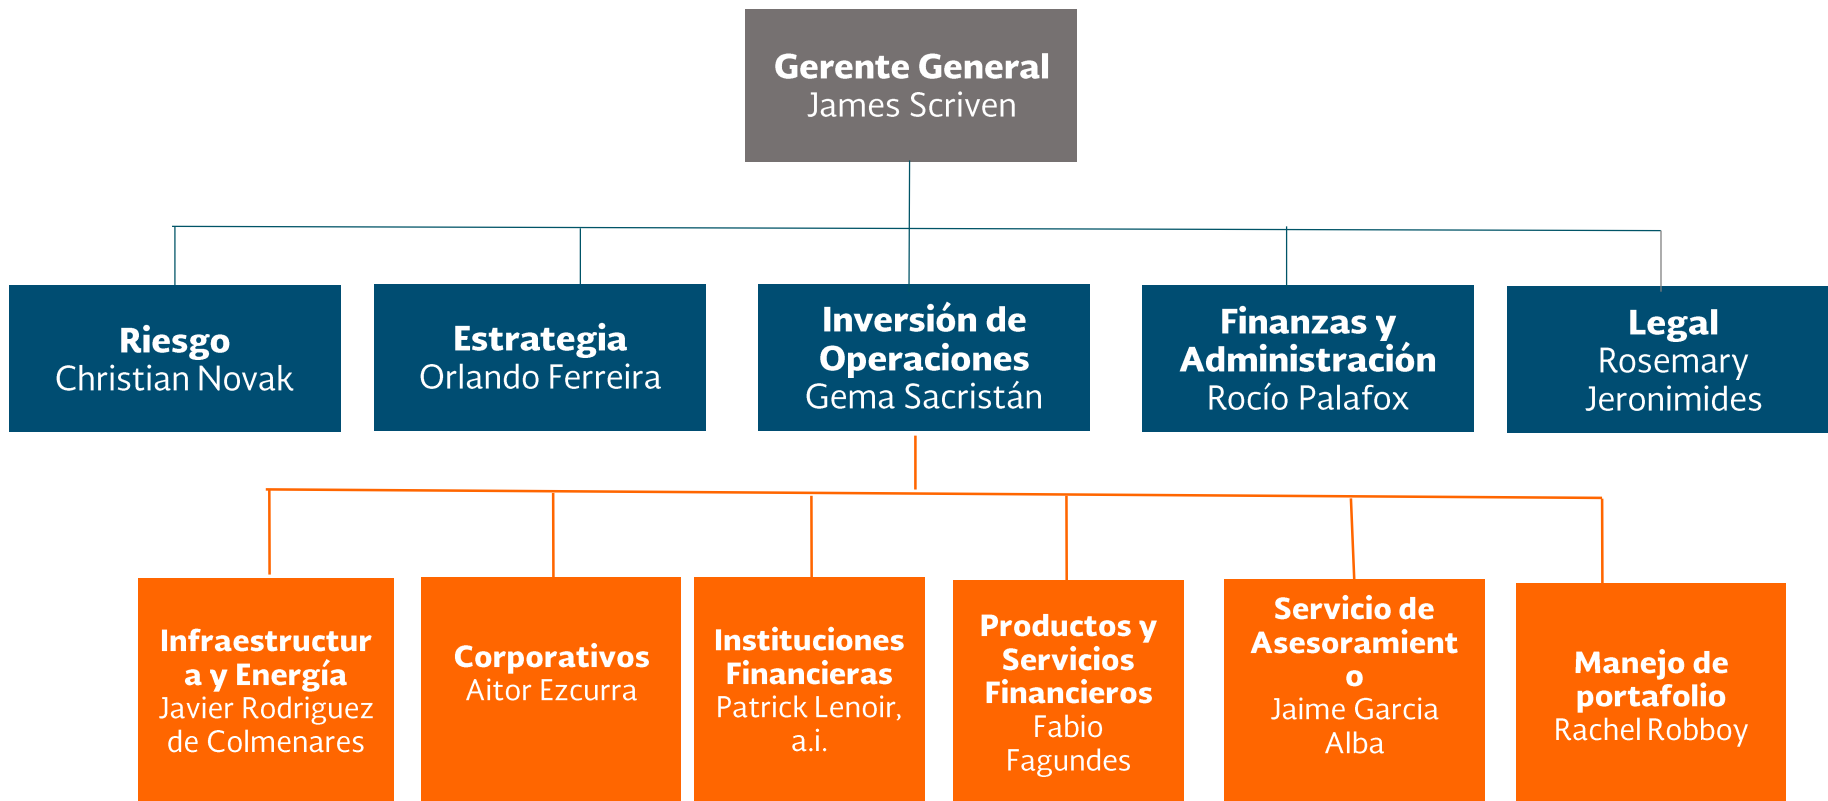 Gerente General
James Scriven
Riesgo
Christian Novak
Estrategia
Orlando Ferreira
Inversión de
Operaciones
Gema Sacristán
Finanzas y
Administración
Rocío Palafox
Legal
Rosemary
Jeronimides
Infraestructur
a y Energía
Javier Rodriguez
de Colmenares
Corporativos
Aitor Ezcurra
Instituciones
Financieras
Patrick Lenoir,
a.i.
Productos y
Servicios
Financieros
Fabio
Fagundes
Servicio de
Asesoramient
o
Jaime Garcia
Alba
Manejo de
portafolio
Rachel Robboy